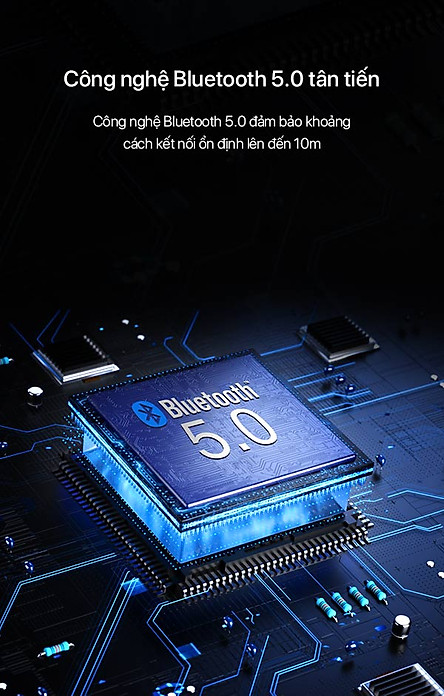 Công nghệ Bluetooth 5.0 tân tiến
Công nghệ Bluetooth 5.0 đảm bảo khoảng
cách kết nối ổn định lên đến 10m
Bluetooth™
5.0